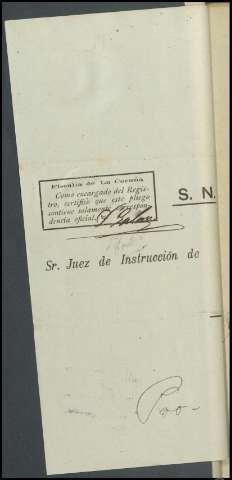 Fiscalía de La Coruña
Como encargado del Regis-
tro, certifico que este pliego
contiene solamente correspon-
dencia oficial.
S. N.
Sr. Juez de Instrucción de